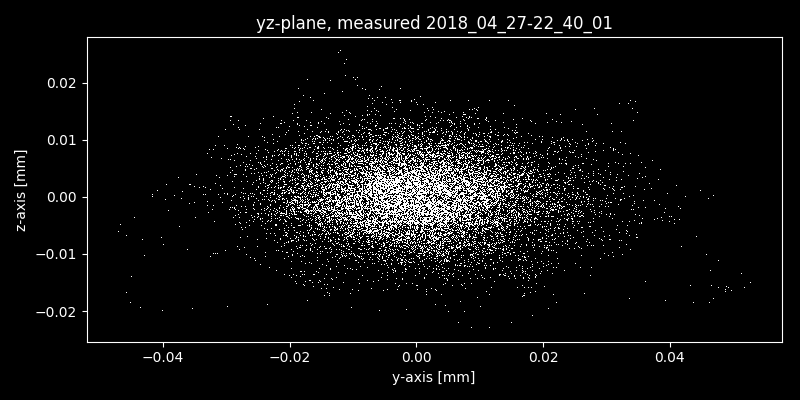 yz-plane, measured 2018_04_27-22_40_01
0.02
0.01
0.00
−0.01
−0.02
z-axis [mm]
−0.04 −0.02 0.00 0.02 0.04
y-axis [mm]